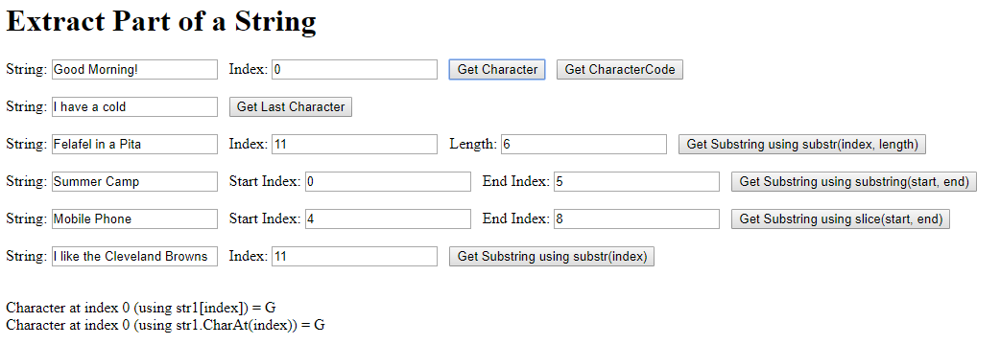 Extract Part of a String
String: Good Morning! Index: 0 Get Character Get CharacterCode
String: I have a cold Get Last Character
String: Felafel in a Pita Index: 11 Length: 6 Get Substring using substr(index, length)
String: Summer Camp Start Index: 0 End Index: 5 Get Substring using substring(start, end)
String: Mobile Phone Start Index: 4 End Index: 8 Get Substring using slice(start, end)
String: I like the Cleveland Browns Index: 11 Get Substring using substr(index)
Character at index 0 (using str1[index]) = G
Character at index 0 (using str1.CharAt(index)) = G